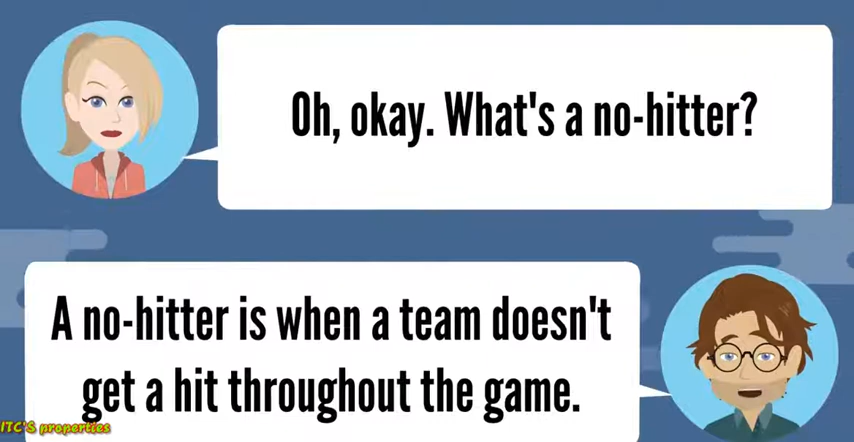 Oh, okay. What's a no-hitter?
A no-hitter is when a team doesn't
get a hit throughout the game.
ITC'S properties